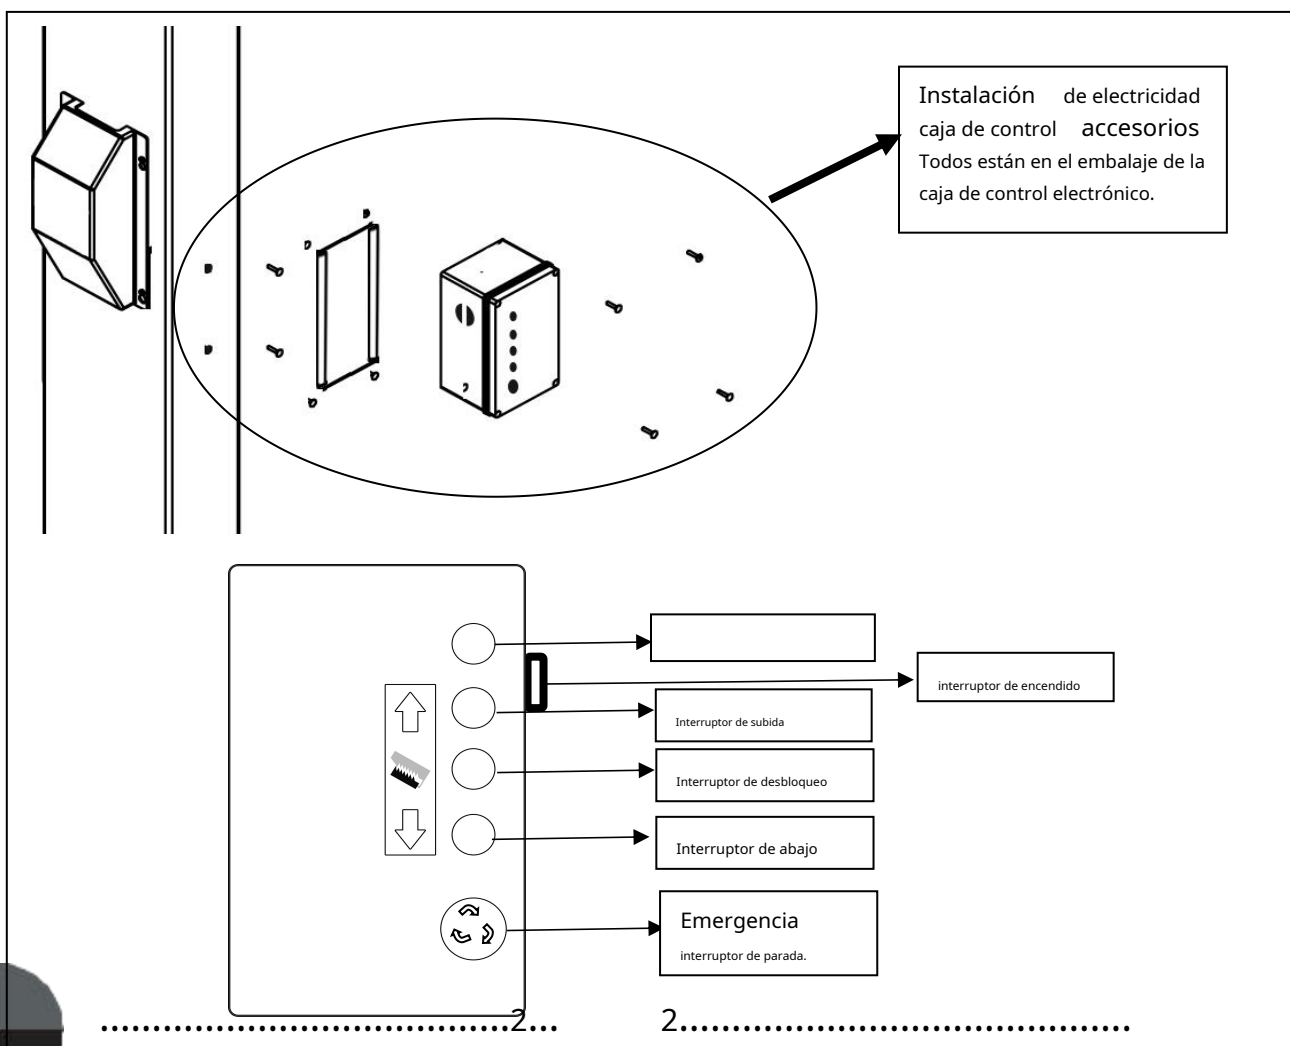 Instalación de electricidad
caja de control accesorios
Todos están en el embalaje de la
caja de control electrónico.
interruptor de encendido
Interruptor de subida
Interruptor de desbloqueo
Interruptor de abajo
Emergencia
interruptor de parada.
.......................................2... 2...........................................